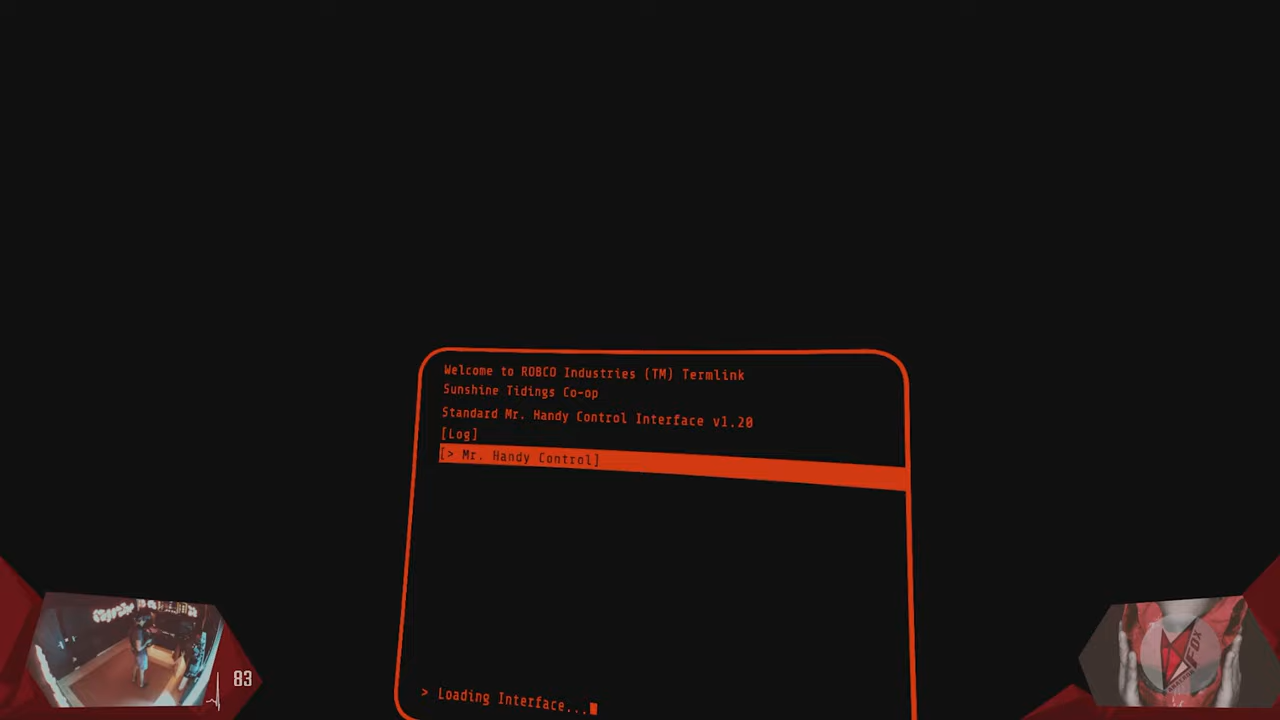 Welcome to ROBCO Industries (TM) Termlink
Sunshine Tidings Co-op
Standard Mr. Handy Control Interface v1.20
[Log]
[> Mr. Handy Control]
> Loading Interface...
83
FOX